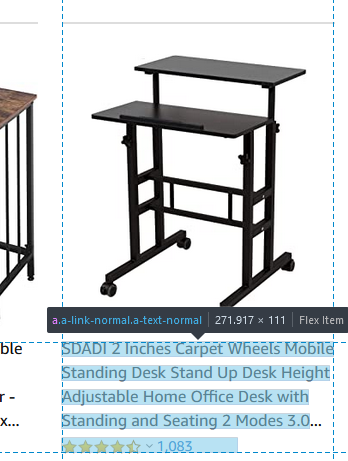 a.a-link-normal.a-text-normal 271.917 × 111 Flex Item
ble
r -
x...
SDADI 2 Inches Carpet Wheels Mobile
Standing Desk Stand Up Desk Height
Adjustable Home Office Desk with
Standing and Seating 2 Modes 3.0...
1,083